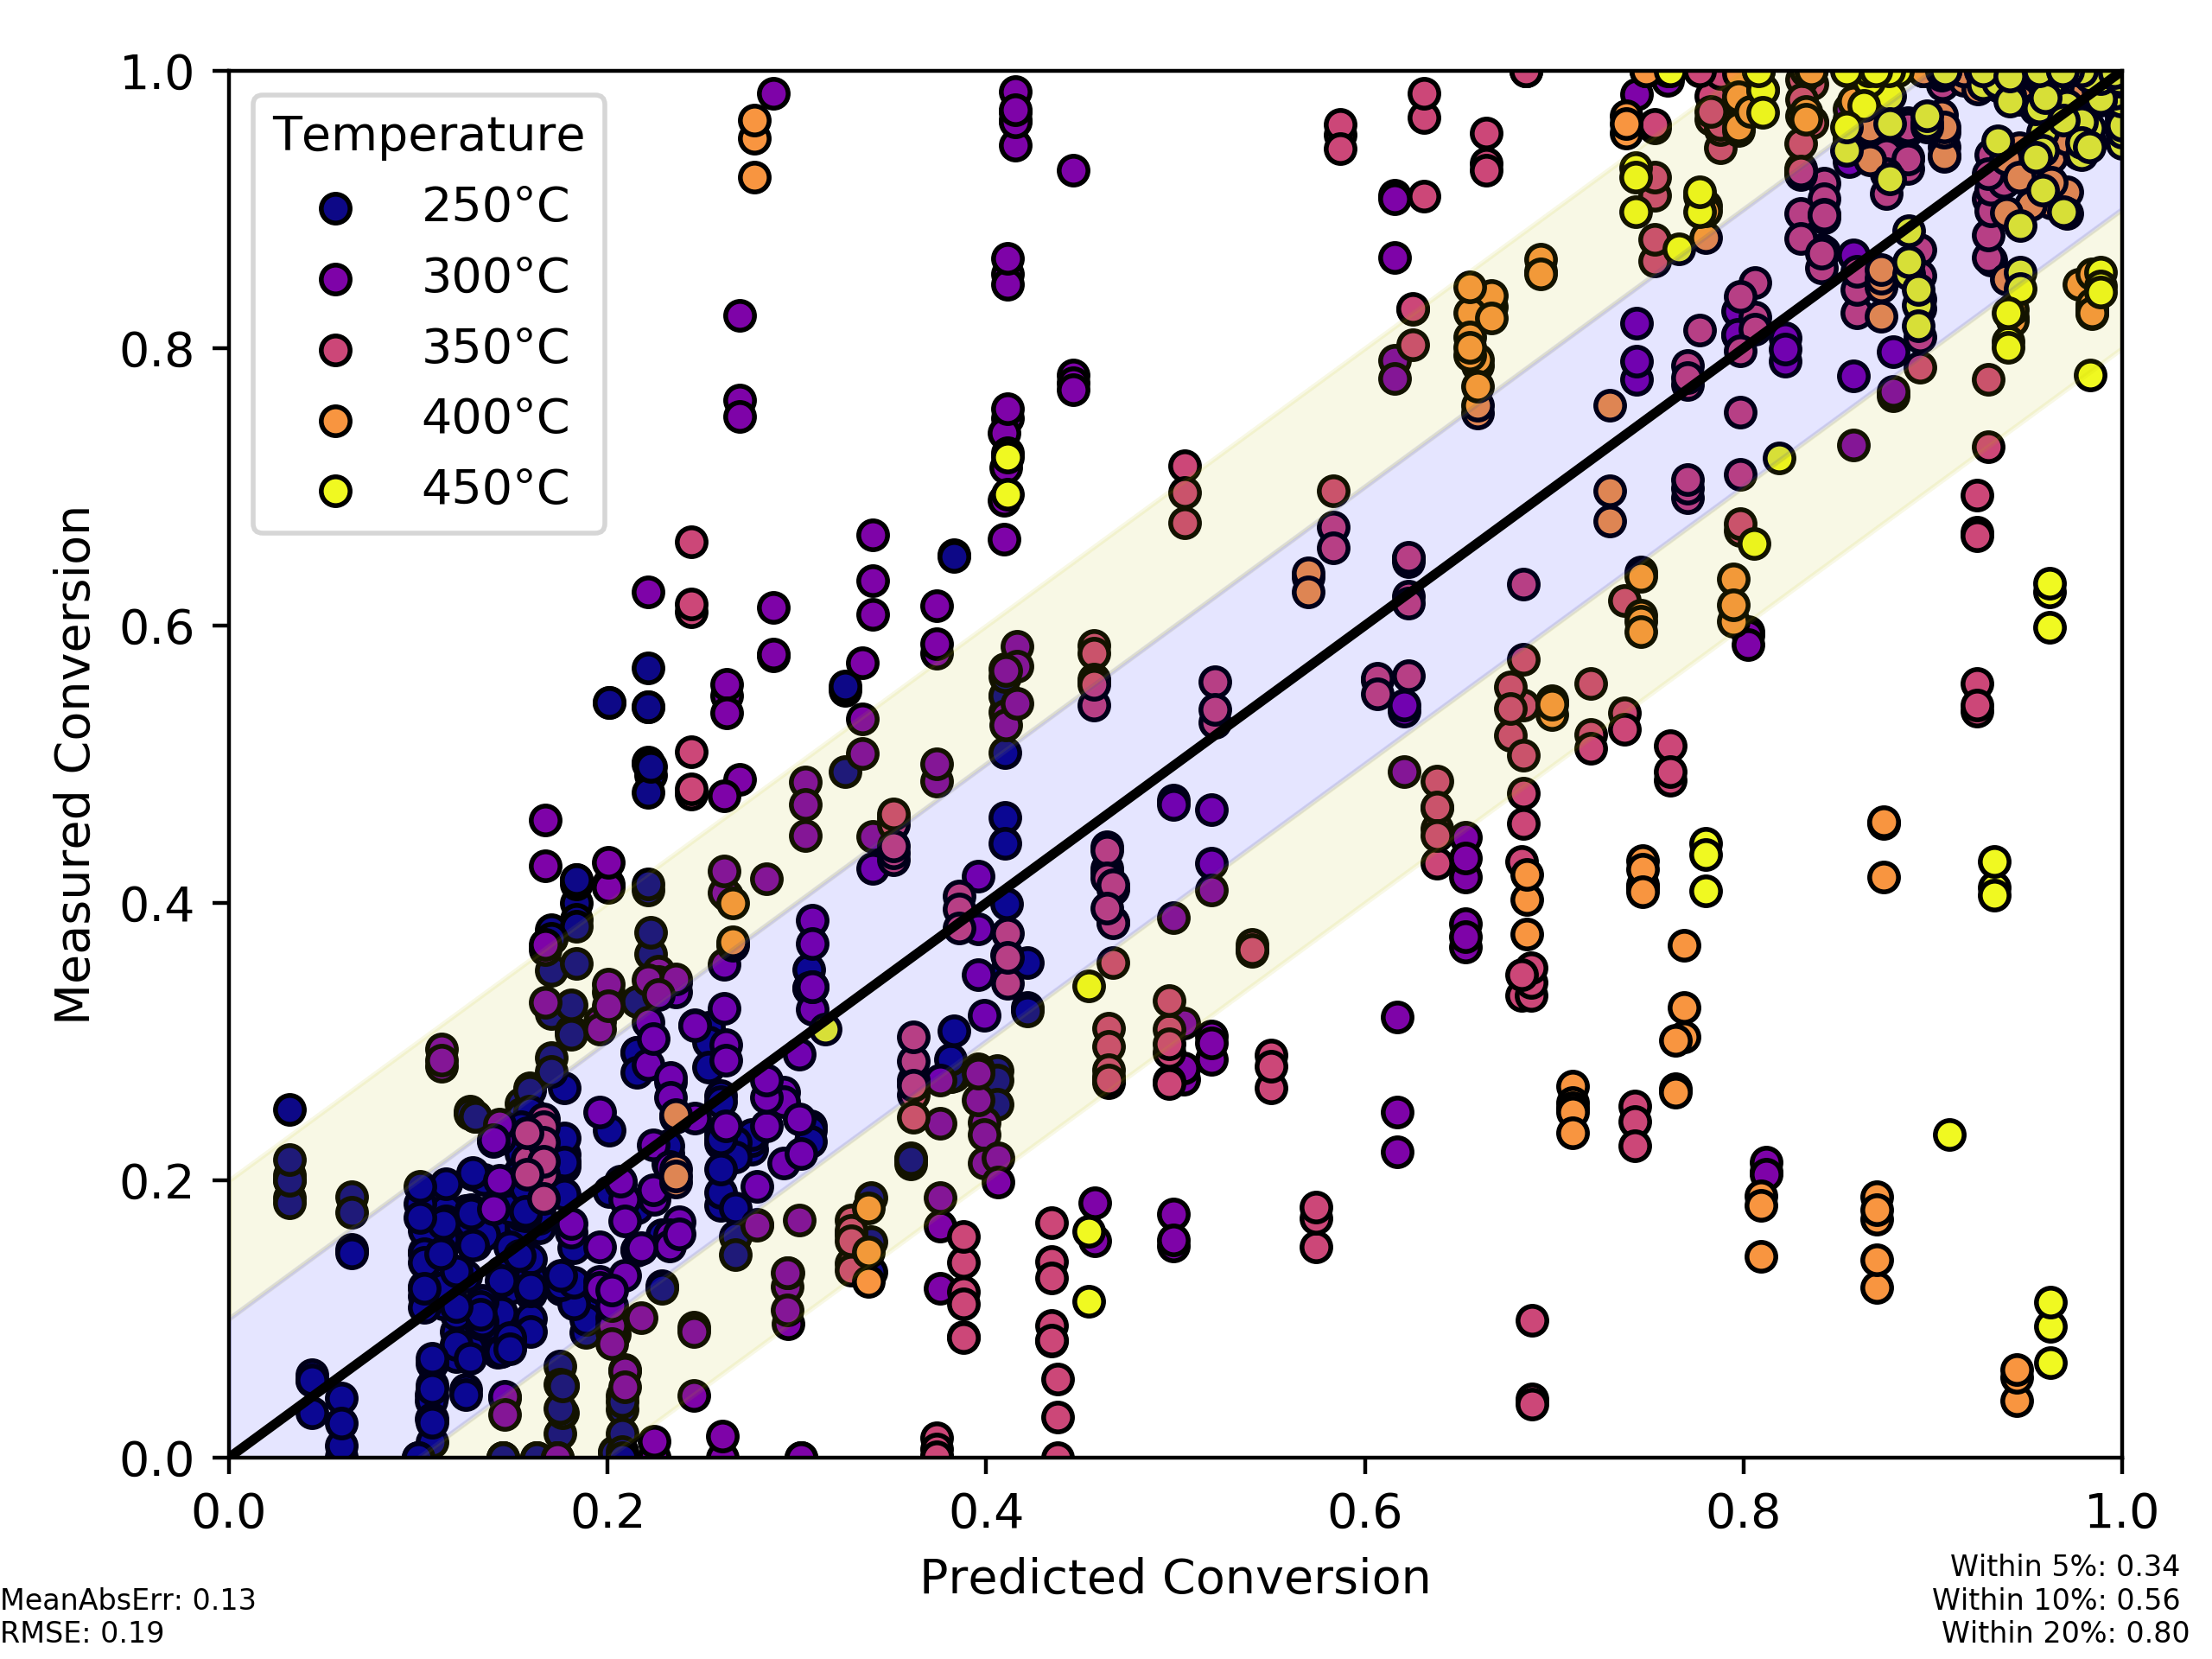 Temperature
250°C
300°C
350°C
400°C
450°C
Measured Conversion
1.0
0.8
0.6
0.4
0.2
0.0
0.0 0.2 0.4 0.6 0.8 1.0
Predicted Conversion
MeanAbsErr: 0.13
RMSE: 0.19
Within 5%: 0.34
Within 10%: 0.56
Within 20%: 0.80